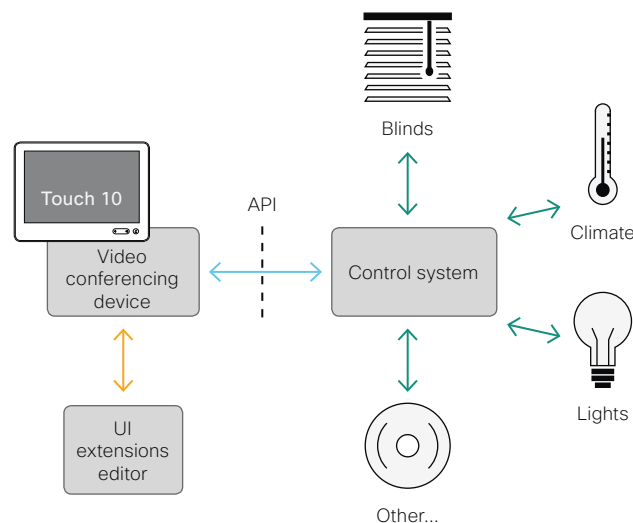 Blinds
Touch 10
API
Climate
Video
conferencing
device
Control system
Lights
UI
extensions
editor
Other...